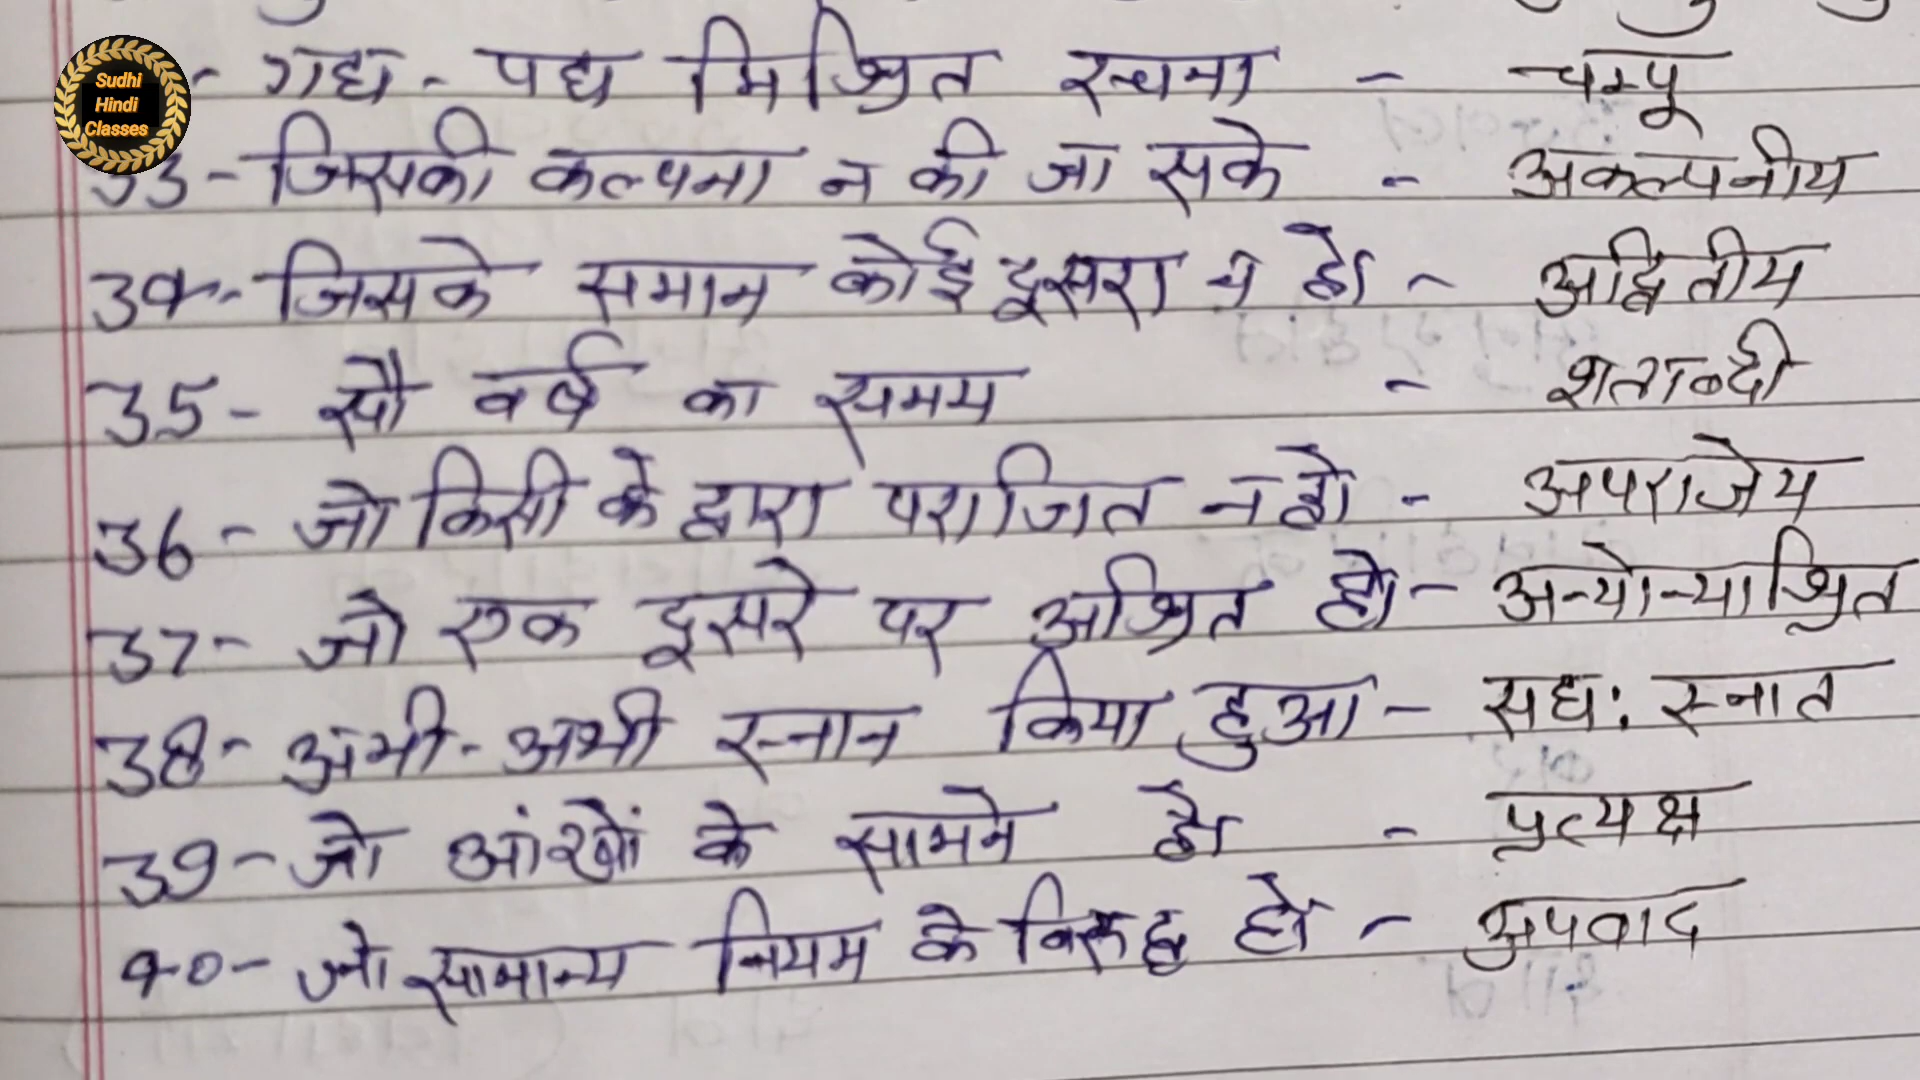 Sudhi
Hindi
Classes
- गद्य - पद्य मिश्रित रचना - चम्पू
33 - जिसकी कल्पना न की जा सके - अकल्पनीय
34 - जिसके समान कोई दूसरा न हो - अद्वितीय
35 - सौ वर्ष का समय - शताब्दी
36 - जो किसी के द्वारा पराजित न हो - अपराजेय
37 - जो एक दूसरे पर आश्रित हो - अन्योन्याश्रित
38 - अभी - अभी स्नान किया हुआ - सद्य: स्नात
39 - जो आंखों के सामने हो - प्रत्यक्ष
40 - जो सामान्य नियम के विरुद्ध हो - अपवाद